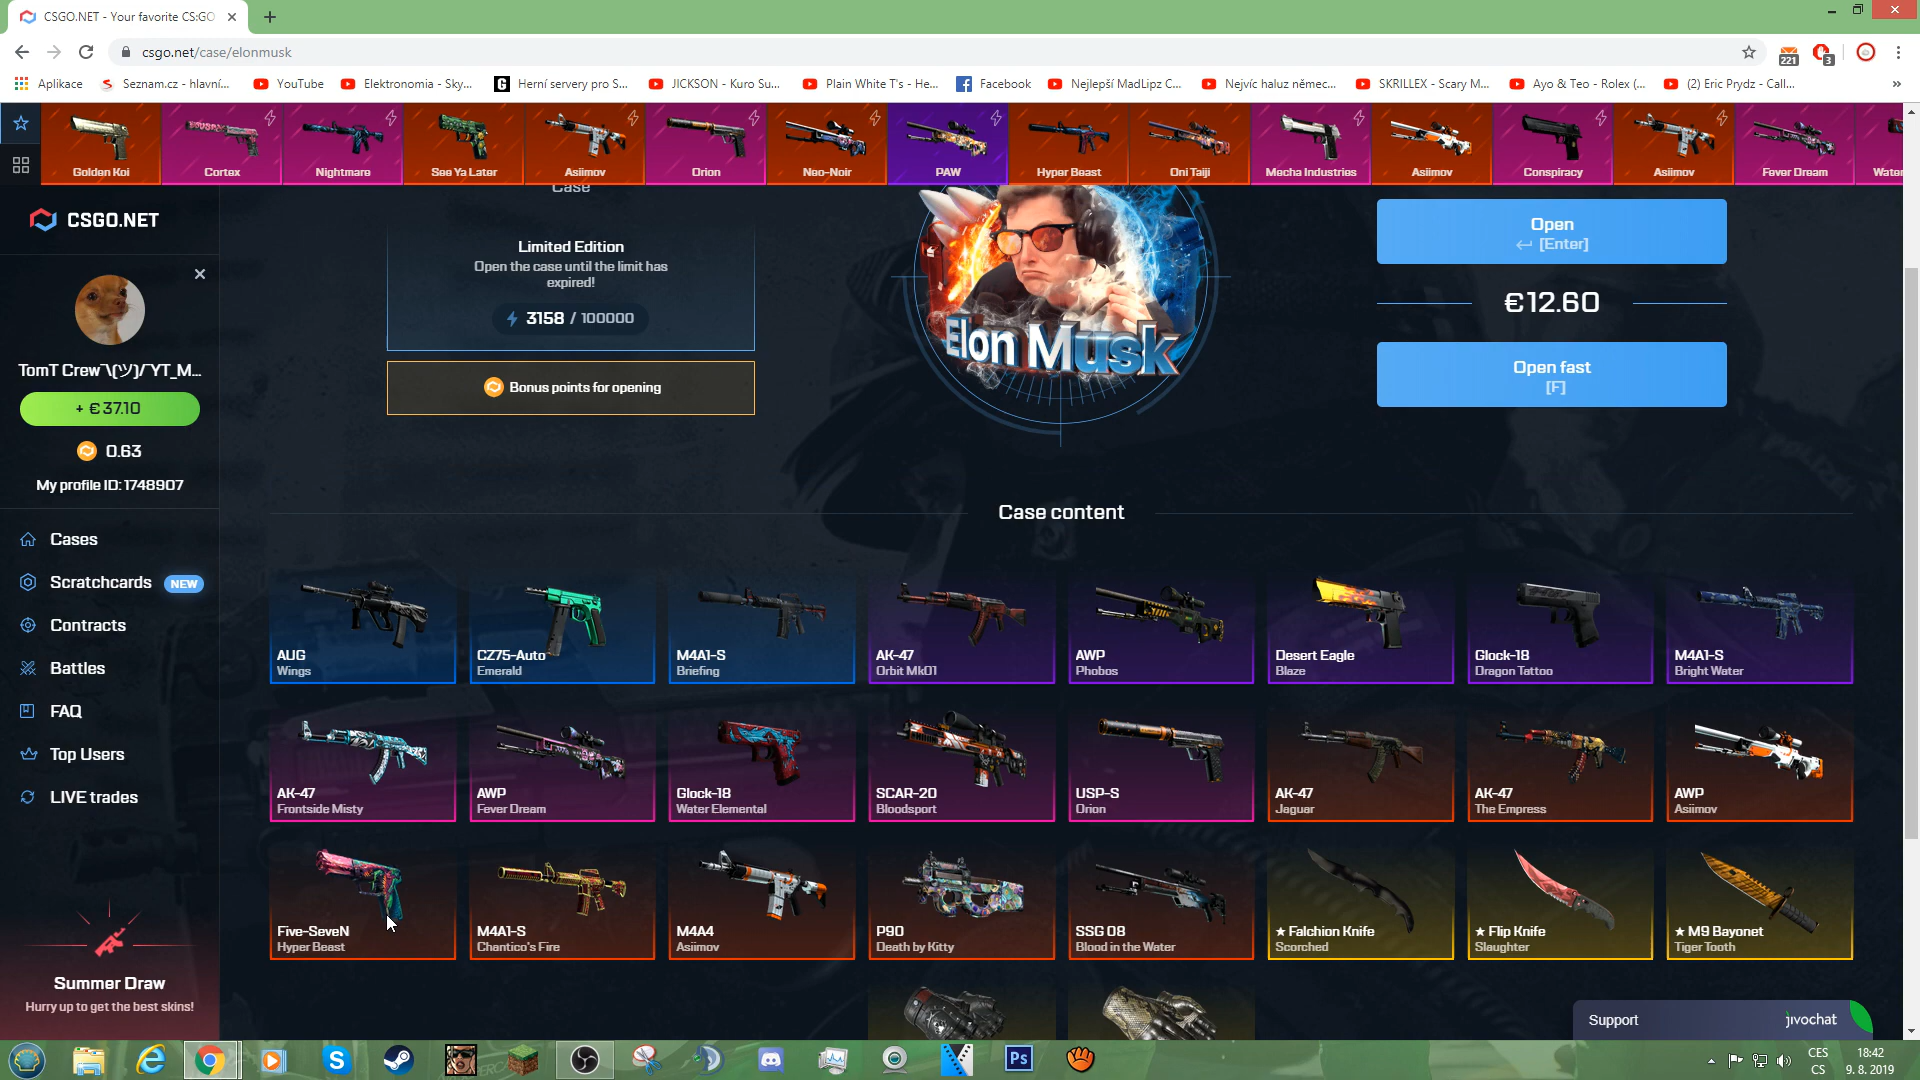 CSGO.NET - Your favorite CS:GO
csgo.net/case/elonmusk
221
3
Aplikace
Seznam.cz - hlavní...
YouTube
Elektronomia - Sky...
Herní servery pro S...
JICKSON - Kuro Su...
Plain White T's - He...
Facebook
Nejlepší MadLipz C...
Nejvíc haluz němec...
SKRILLEX - Scary M...
Ayo & Teo - Rolex (...
(2) Eric Prydz - Call...
Golden Koi
Cortex
Nightmare
See Ya Later
Asiimov
Orion
Neo-Noir
PAW
Hyper Beast
Oni Taiji
Mecha Industries
Asiimov
Conspiracy
Asiimov
Fever Dream
Water
CSGO.NET
TomT Crew¯\(ツ)/¯YT_M...
+ €37.10
0.63
My profile ID: 1748907
Cases
Scratchcards NEW
Contracts
Battles
FAQ
Top Users
LIVE trades
Summer Draw
Hurry up to get the best skins!
Case
Limited Edition
Open the case until the limit has
expired!
3158 / 100000
Bonus points for opening
Elon Musk
Open
[Enter]
€12.60
Open fast
[F]
Case content
AUG
Wings
CZ75-Auto
Emerald
M4A1-S
Briefing
AK-47
Orbit Mk01
AWP
Phobos
Desert Eagle
Blaze
Glock-18
Dragon Tattoo
M4A1-S
Bright Water
AK-47
Frontside Misty
AWP
Fever Dream
Glock-18
Water Elemental
SCAR-20
Bloodsport
USP-S
Orion
AK-47
Jaguar
AK-47
The Empress
AWP
Asiimov
Five-SeveN
Hyper Beast
M4A1-S
Chantico's Fire
M4A4
Asiimov
P90
Death by Kitty
SSG 08
Blood in the Water
★ Falchion Knife
Scorched
★ Flip Knife
Slaughter
★ M9 Bayonet
Tiger Tooth
Support
jivochat
CES
CS
18:42
9. 8. 2019